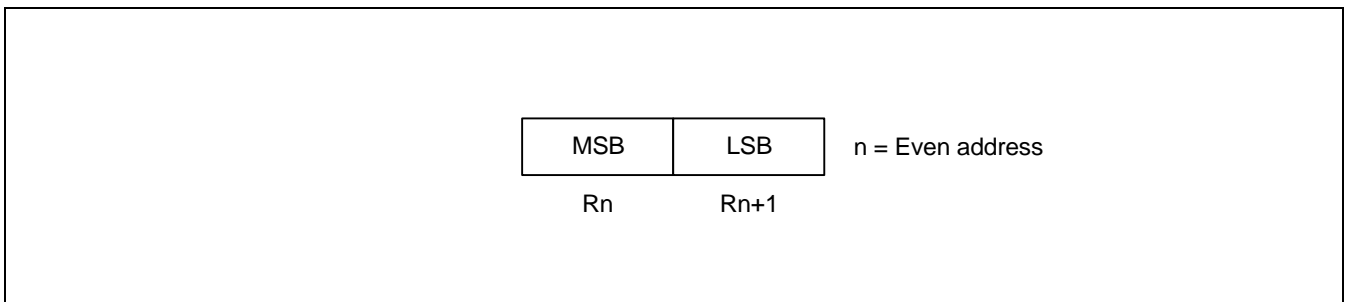 MSB LSB n = Even address
Rn Rn+1